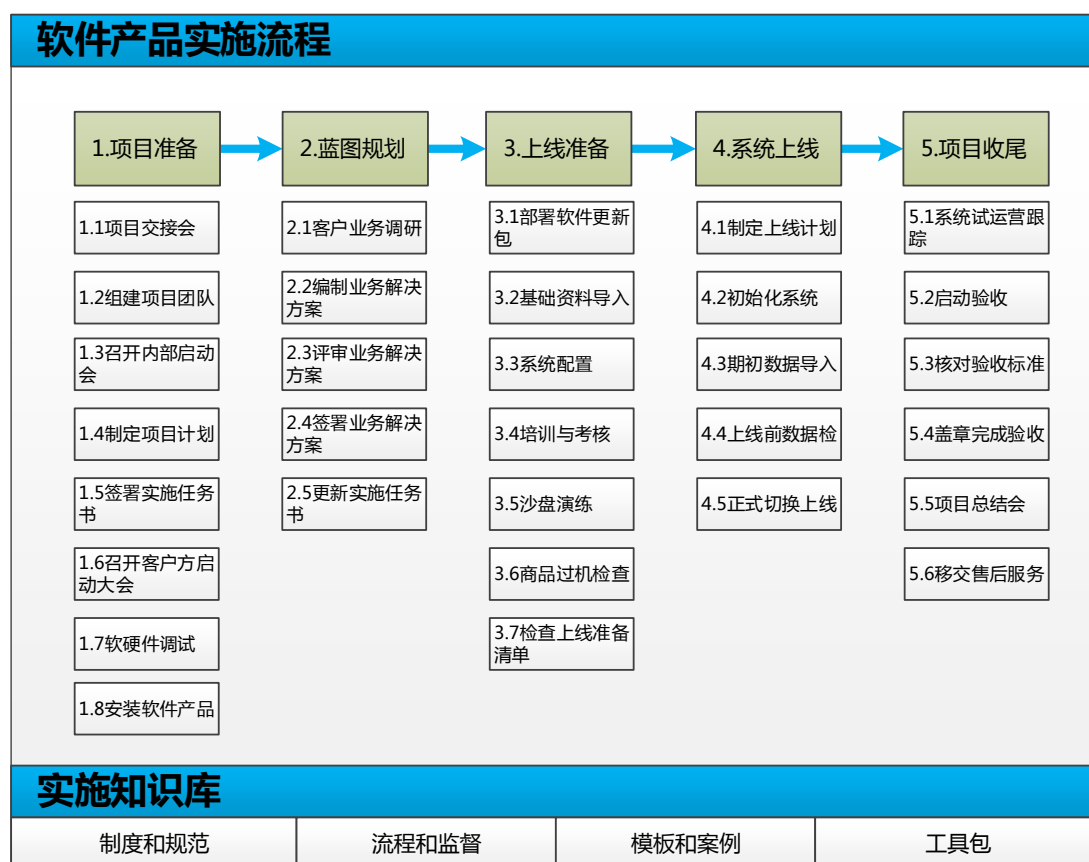 软件产品实施流程
1.项目准备
2.蓝图规划
3.上线准备
4.系统上线
5.项目收尾
1.1项目交接会
1.2组建项目团队
1.3召开内部启动
会
1.4制定项目计划
1.5签署实施任务
书
1.6召开客户方启
动大会
1.7软硬件调试
1.8安装软件产品
2.1客户业务调研
2.2编制业务解决
方案
2.3评审业务解决
方案
2.4签署业务解决
方案
2.5更新实施任务
书
3.1部署软件更新
包
3.2基础资料导入
3.3系统配置
3.4培训与考核
3.5沙盘演练
3.6商品过机检查
3.7检查上线准备
清单
4.1制定上线计划
4.2初始化系统
4.3期初数据导入
4.4上线前数据检
4.5正式切换上线
5.1系统试运营跟
踪
5.2启动验收
5.3核对验收标准
5.4盖章完成验收
5.5项目总结会
5.6移交售后服务
实施知识库
制度和规范
流程和监督
模板和案例
工具包